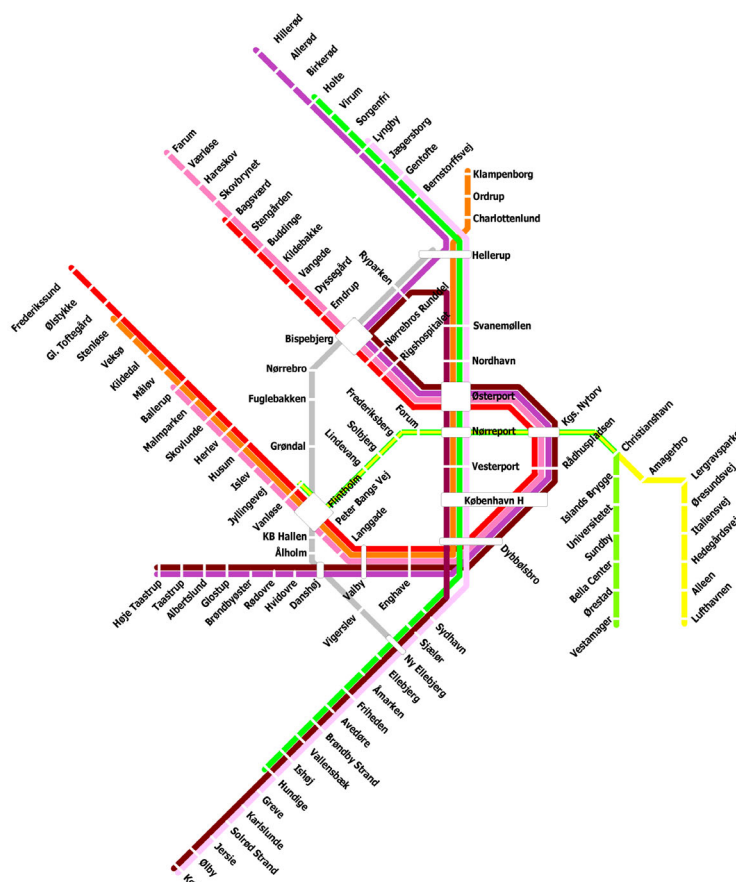 Hillerød
Allerød
Birkerød
Holte
Virum
Sorgenfri
Lyngby
Jægersborg
Gentofte
Bernstorffsvej
Klampenborg
Ordrup
Charlottenlund
Hellerup
Farum
Værløse
Hareskov
Skovbrynet
Bagsværd
Stengården
Buddinge
Kildebakke
Vangede
Dyssegård
Emdrup
Ryparken
Bispebjerg
Nørrebros Runddel
Rigshospitalet
Svanemøllen
Nordhavn
Østerport
Frederikssund
Ølstykke
Gl. Toftegård
Stenløse
Veksø
Kildedal
Måløv
Ballerup
Malmparken
Skovlunde
Herlev
Husum
Islev
Jyllingevej
Vanløse
Nørrebro
Fuglebakken
Grøndal
Flintholm
Lindevang
Solbjerg
Frederiksberg
Forum
Nørreport
Kgs. Nytorv
Rådhuspladsen
Christianshavn
Amagerbro
Lergravsparke
Øresundsvej
Italiensvej
Hedegårdsvej
Alleen
Lufthavnen
Islands Brygge
Universitetet
Sundby
Bella Center
Ørestad
Vestamager
Vesterport
København H
Dybbølsbro
Peter Bangs Vej
Langgade
KB Hallen
Ålholm
Høje Taastrup
Taastrup
Albertslund
Glostup
Brøndbyøster
Rødovre
Hvidovre
Danshøj
Valby
Enghave
Vigerslev
Sydhavn
Sjælør
Ny Ellebjerg
Ellebjerg
Åmarken
Friheden
Avedøre
Brøndby Strand
Vallensbæk
Ishøj
Hundige
Greve
Karlslunde
Solrød Strand
Jersie
Ølby